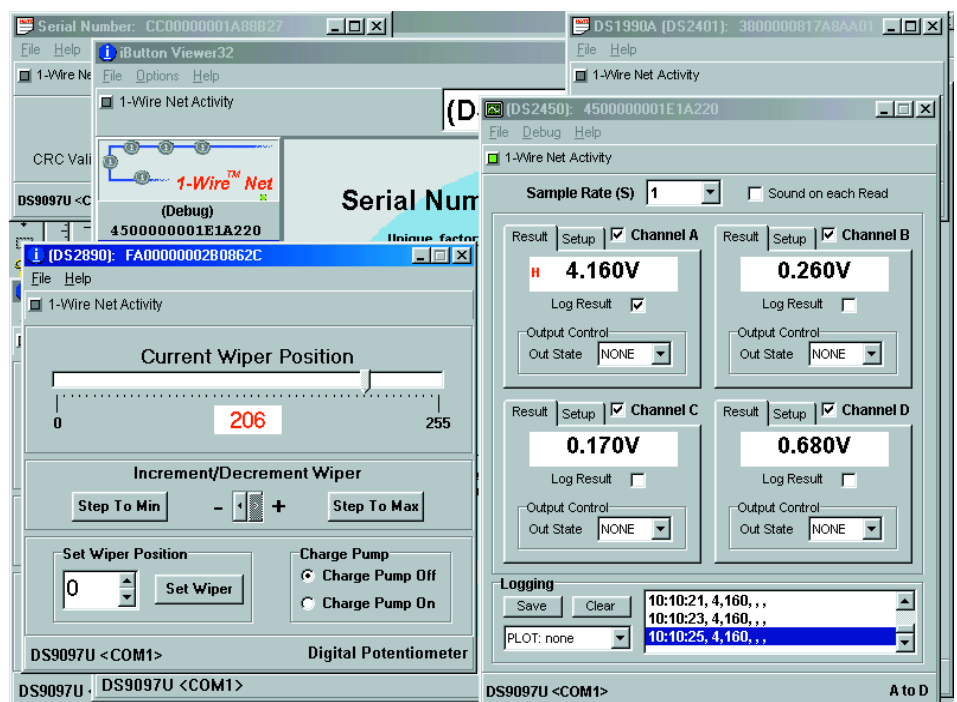 Serial Number: CC00000001A88B27
File Help
1-Wire Ne
CRC Vali
DS9097U <C
iButton Viewer32
File Options Help
1-Wire Net Activity
(D
1-Wire™ Net
(Debug)
4500000001E1A220
Serial Num
Unique factor
DS1990A (DS2401): 3800000817A8AA01
File Help
1-Wire Net Activity
(DS2890): FA00000002B0862C
File Help
1-Wire Net Activity
Current Wiper Position
0 206 255
Increment/Decrement Wiper
Step To Min - + Step To Max
Set Wiper Position
0 Set Wiper
Charge Pump
Charge Pump Off
Charge Pump On
DS9097U <COM1> Digital Potentiometer
DS9097U
DS9097U <COM1>
(DS2450): 4500000001E1A220
File Debug Help
1-Wire Net Activity
Sample Rate (S) 1 Sound on each Read
Result Setup Channel A
H 4.160V
Log Result
Output Control
Out State NONE
Result Setup Channel B
0.260V
Log Result
Output Control
Out State NONE
Result Setup Channel C
0.170V
Log Result
Output Control
Out State NONE
Result Setup Channel D
0.680V
Log Result
Output Control
Out State NONE
Logging
Save Clear
PLOT: none
10:10:21, 4,160, , ,
10:10:23, 4,160, , ,
10:10:25, 4,160, , ,
DS9097U <COM1> A to D